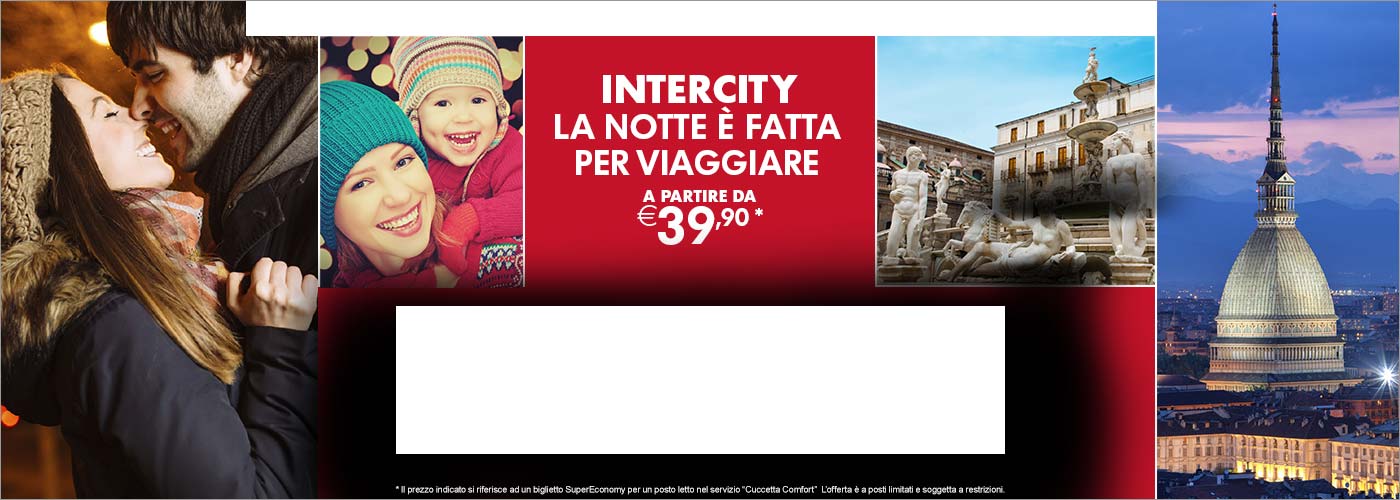 INTERCITY
LA NOTTE È FATTA
PER VIAGGIARE
A PARTIRE DA
€39,90 *
* Il prezzo indicato si riferisce ad un biglietto SuperEconomy per un posto letto nel servizio "Cuccetta Comfort" L'offerta è a posti limitati e soggetta a restrizioni.